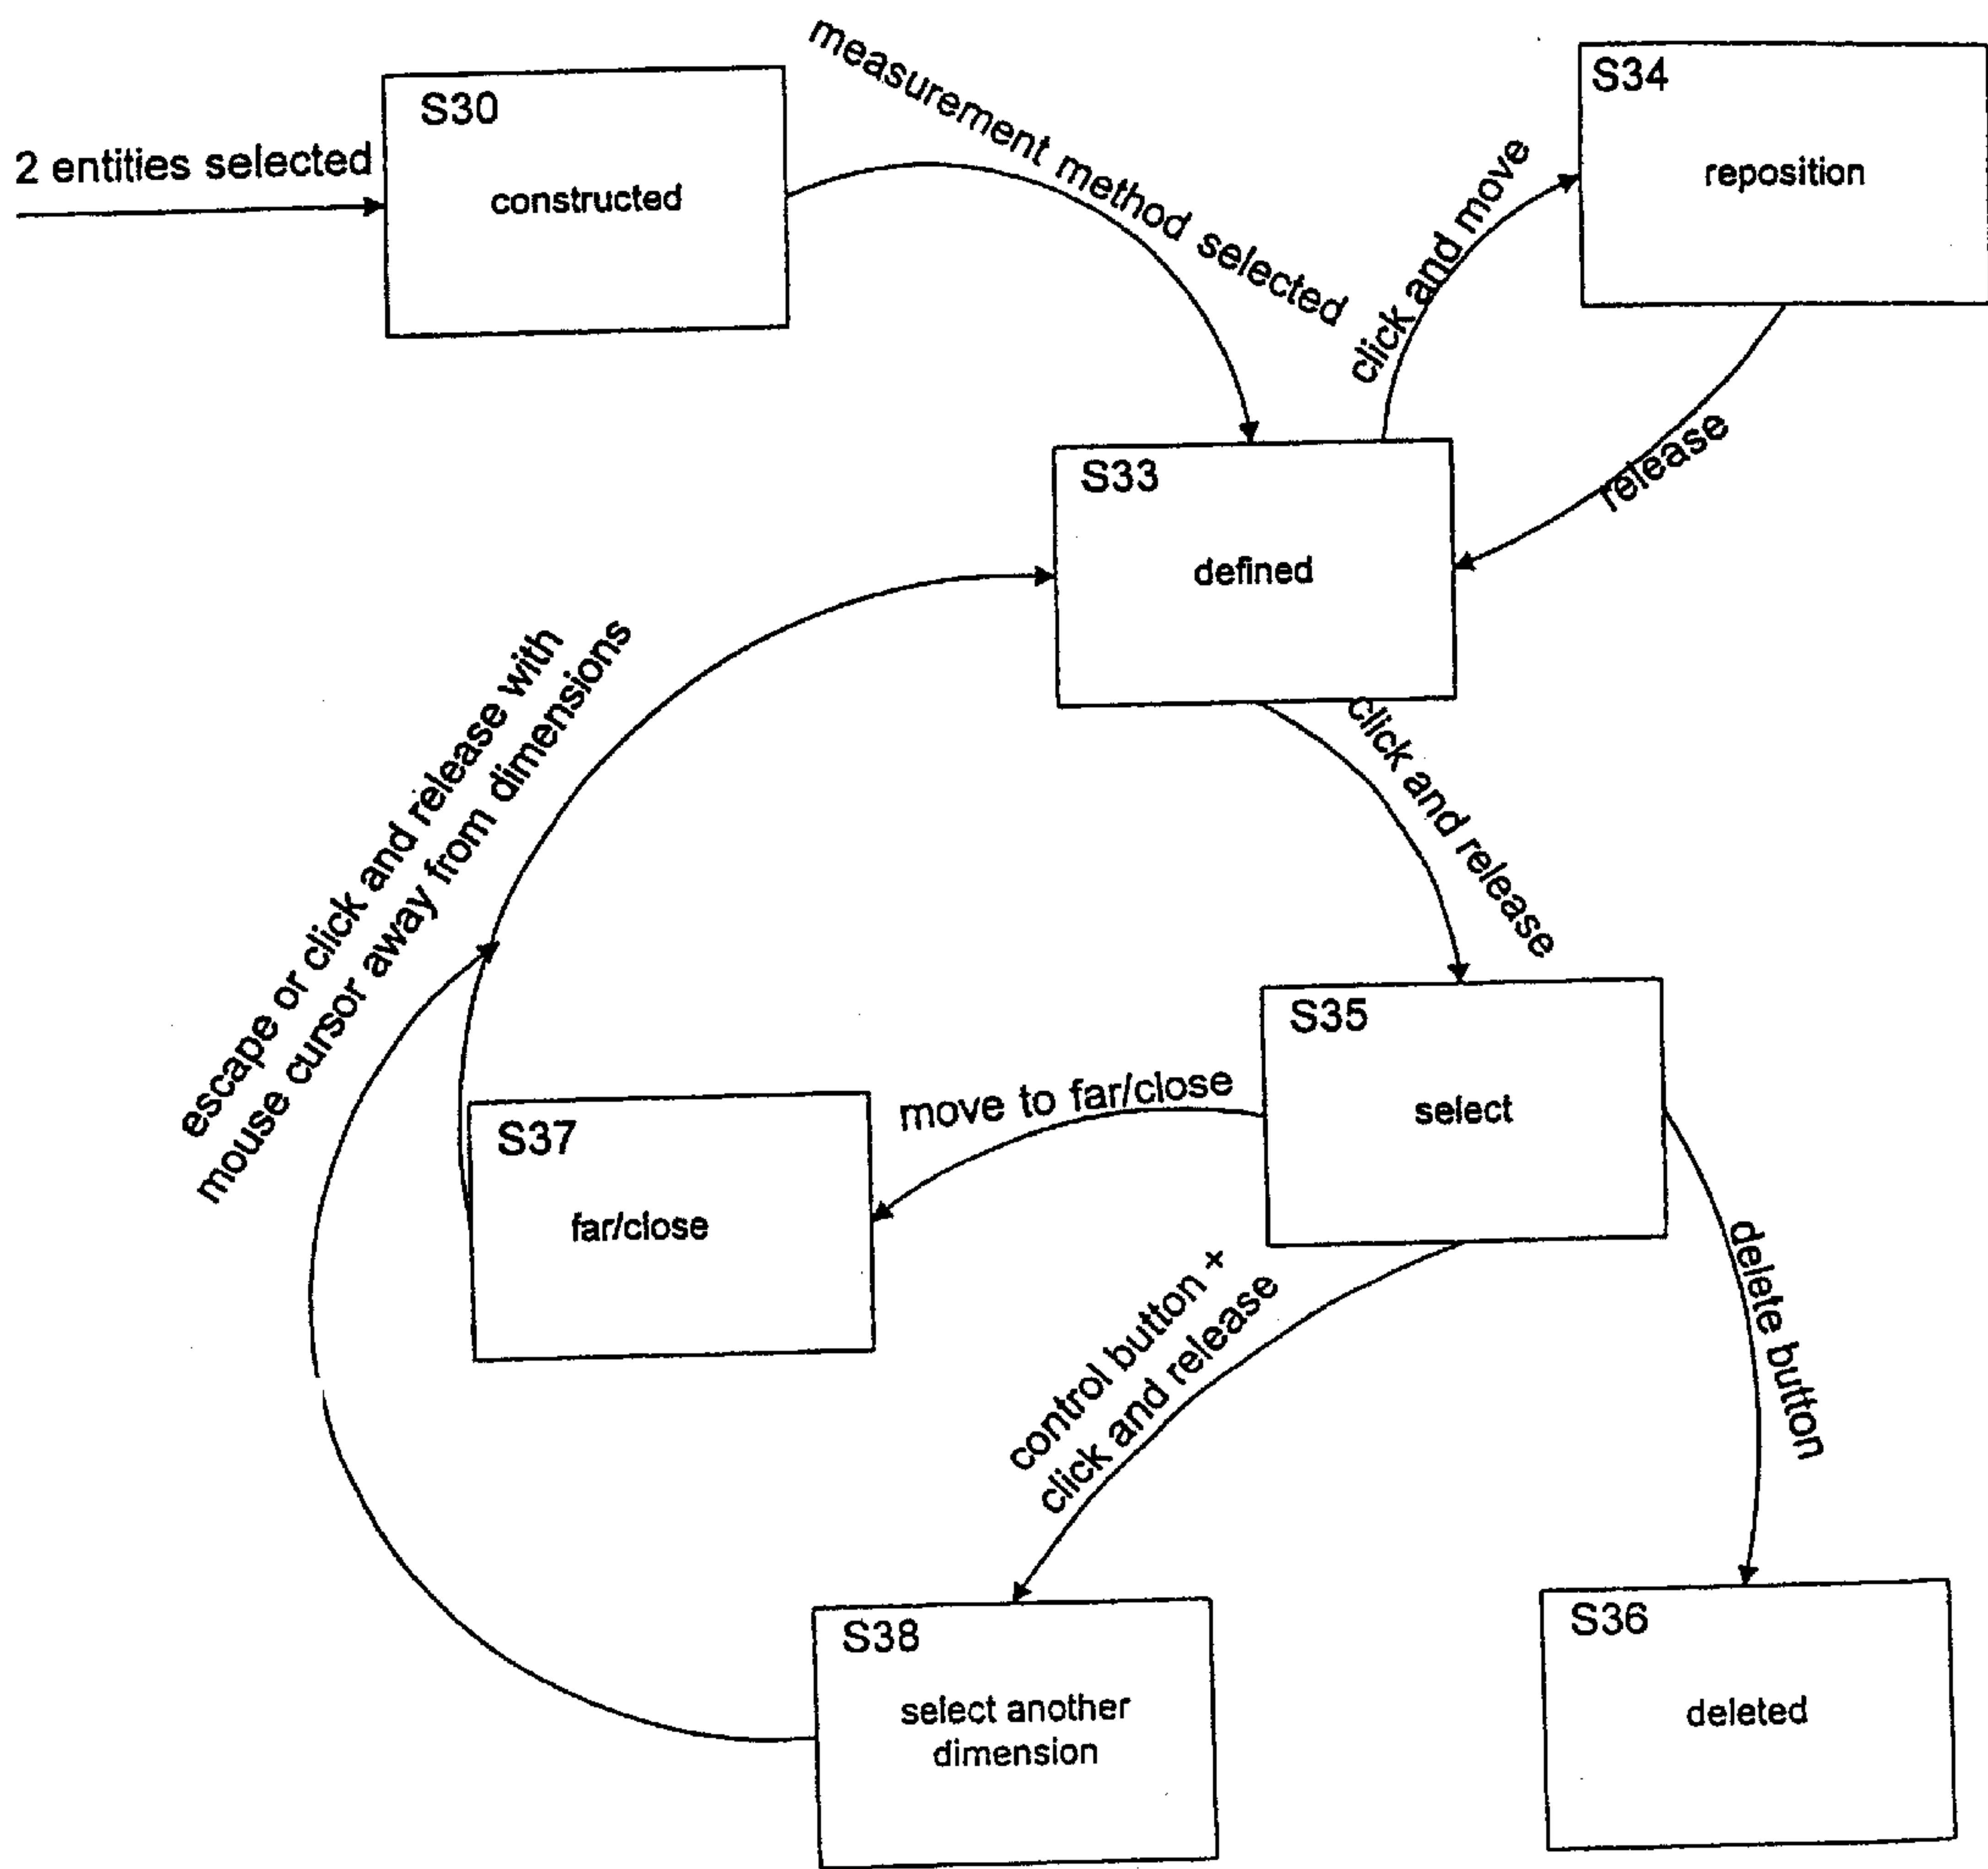 measurement method selected
S34
reposition
S30
constructed
2 entities selected
click and move
release
S33
defined
click and release
escape or click and release with
mouse cursor away from dimensions
S35
select
move to far/close
S37
far/close
control button +
click and release
delete button
S38
select another
dimension
S36
deleted